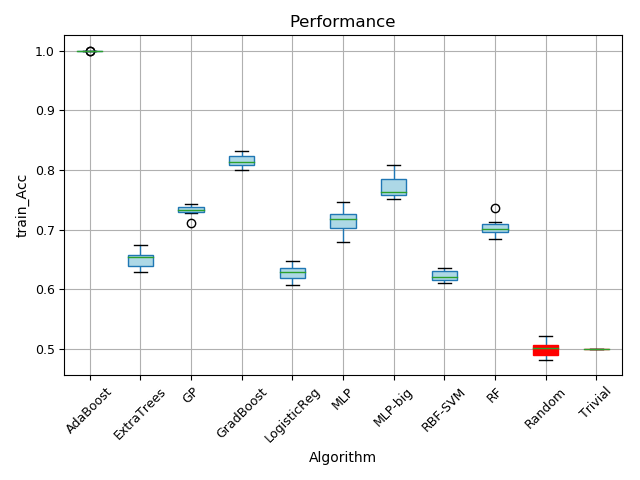 Performance
train_Acc
1.0
0.9
0.8
0.7
0.6
0.5
AdaBoost
ExtraTrees
GP
GradBoost
LogisticReg
MLP
MLP-big
RBF-SVM
RF
Random
Trivial
Algorithm